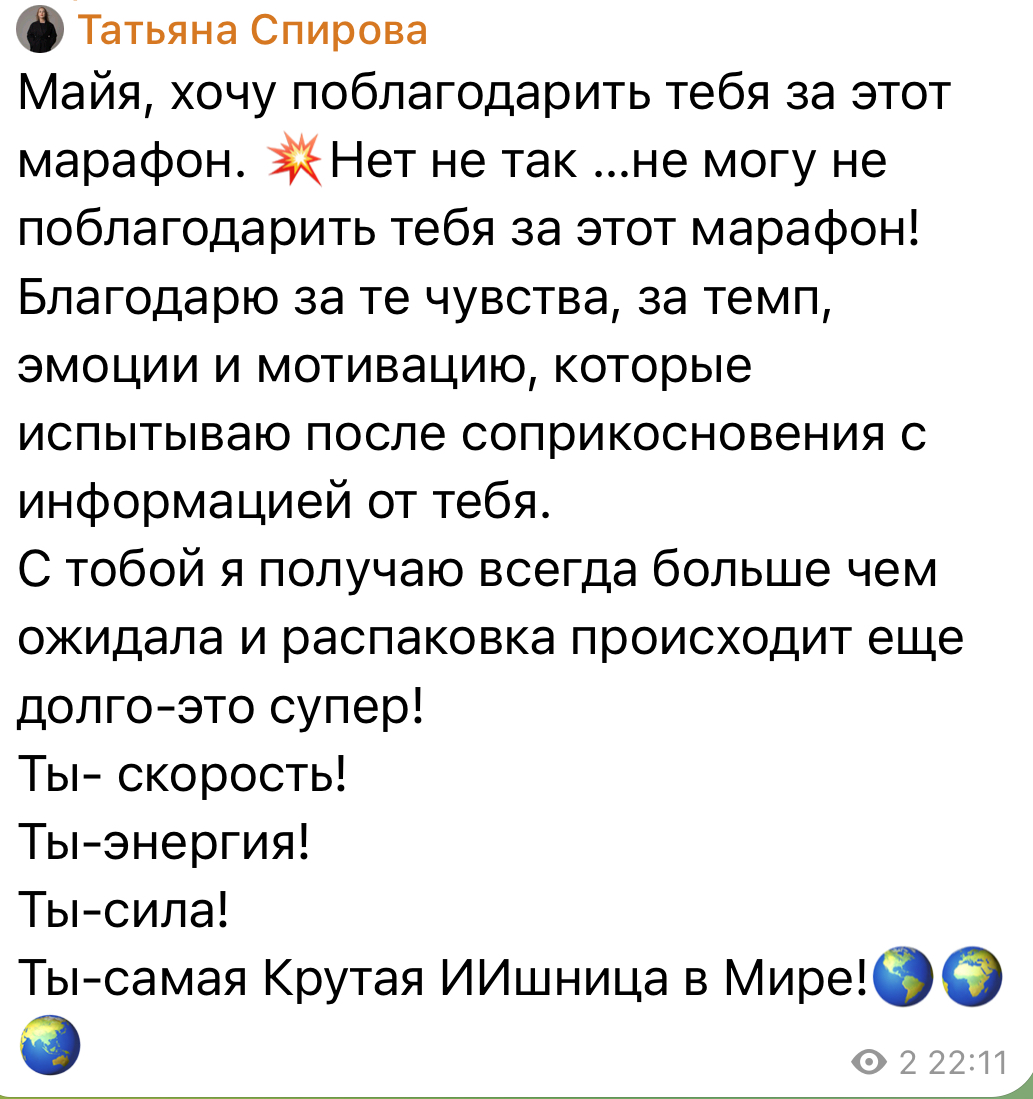 Татьяна Спирова
Майя, хочу поблагодарить тебя за этот
марафон. 💥Нет не так ...не могу не
поблагодарить тебя за этот марафон!
Благодарю за те чувства, за темп,
эмоции и мотивацию, которые
испытываю после соприкосновения с
информацией от тебя.
С тобой я получаю всегда больше чем
ожидала и распаковка происходит еще
долго-это супер!
Ты- скорость!
Ты-энергия!
Ты-сила!
Ты-самая Крутая ИИшница в Мире!🌎🌍
🌏
2 22:11